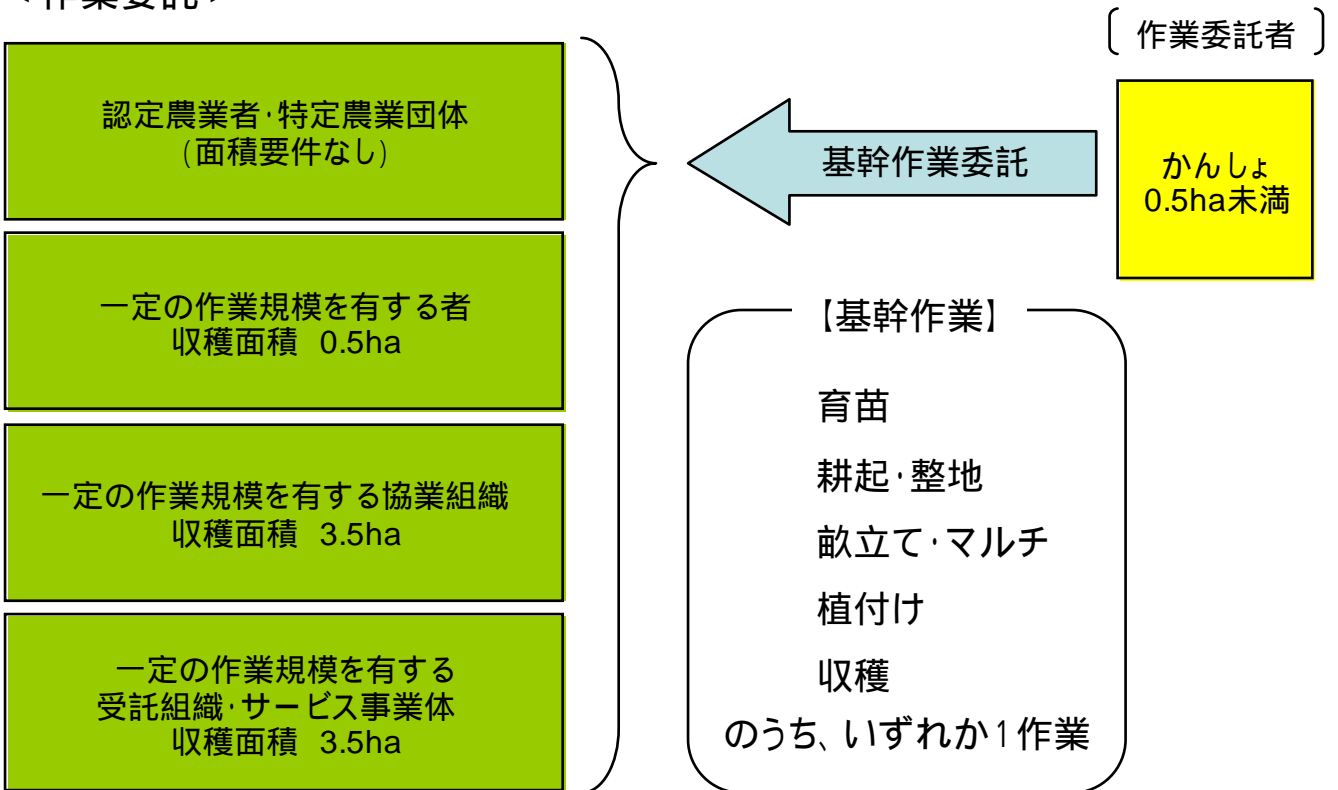 ＜作業委託＞
〔 作業委託者 〕
認定農業者・特定農業団体
（面積要件なし）
一定の作業規模を有する者
収穫面積 0.5ha
一定の作業規模を有する協業組織
収穫面積 3.5ha
一定の作業規模を有する
受託組織・サービス事業体
収穫面積 3.5ha
基幹作業委託
かんしょ
0.5ha未満
【基幹作業】
育苗
耕起・整地
畝立て・マルチ
植付け
収穫
のうち、いずれか1作業